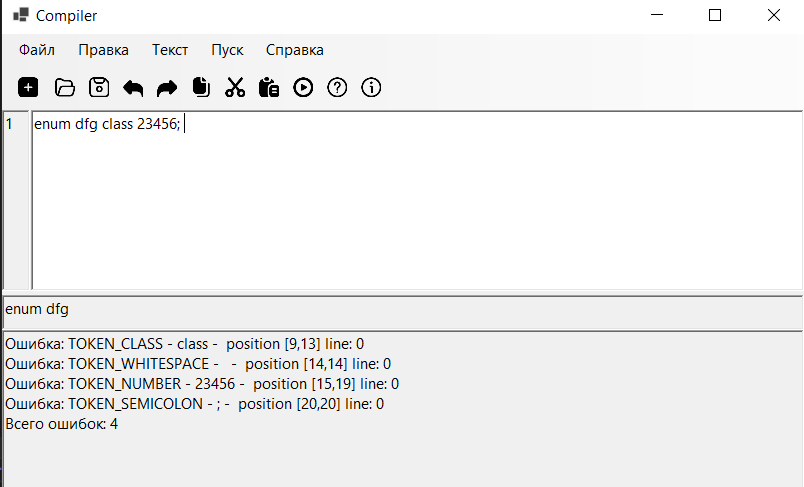 Compiler
Файл Правка Текст Пуск Справка
1 enum dfg class 23456;
enum dfg
Ошибка: TOKEN_CLASS - class -  position [9,13] line: 0
Ошибка: TOKEN_WHITESPACE -   -  position [14,14] line: 0
Ошибка: TOKEN_NUMBER - 23456 -  position [15,19] line: 0
Ошибка: TOKEN_SEMICOLON - ; -  position [20,20] line: 0
Всего ошибок: 4